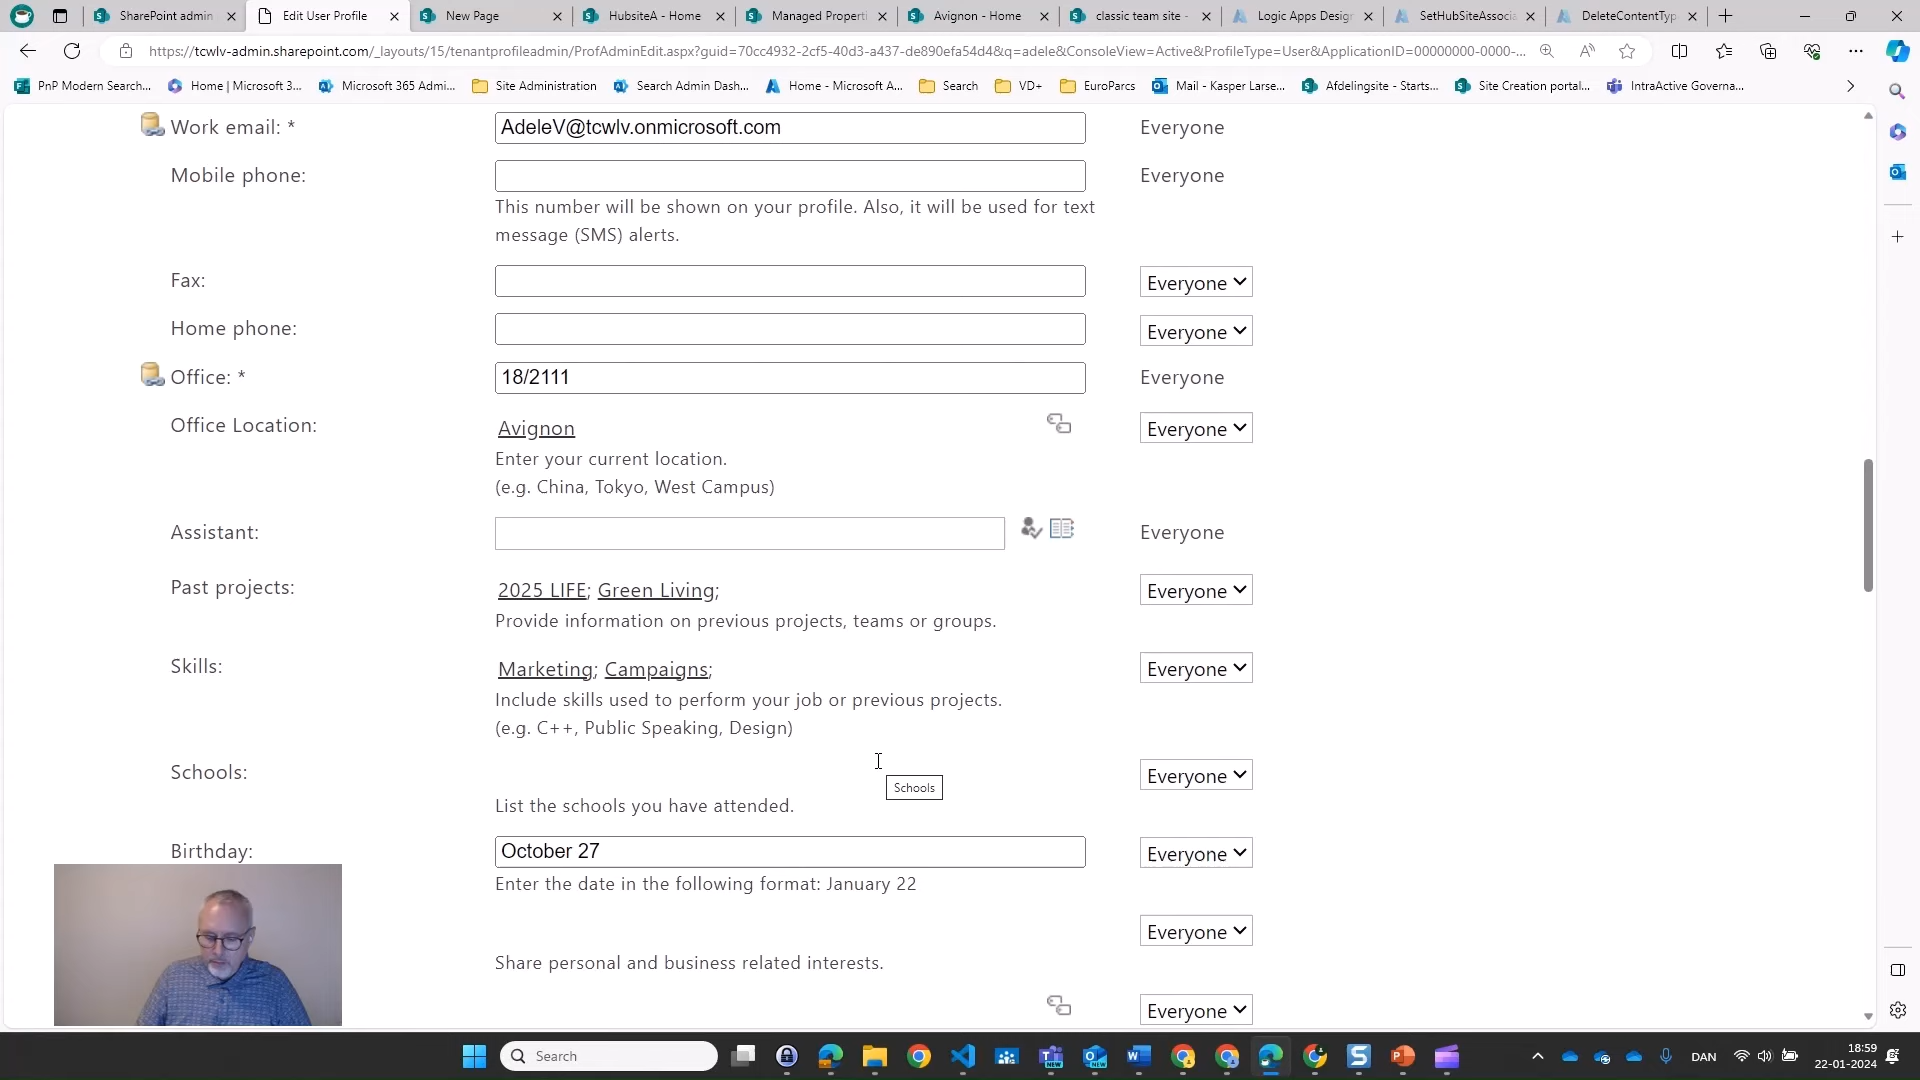 SharePoint admin
Edit User Profile
New Page
HubsiteA - Home
Managed Propert
Avignon - Home
classic team site -
Logic Apps Desig
SetHubSiteAssocia
DeleteContentTyp
https://tcwlv-admin.sharepoint.com/_layouts/15/tenantprofileadmin/ProfAdminEdit.aspx?guid=70cc4932-2cf5-40d3-a437-de890efa54d4&q=adele&ConsoleView=Active&ProfileType=User&ApplicationID=00000000-0000-...
PnP Modern Search...
Home | Microsoft 3...
Microsoft 365 Admi...
Site Administration
Search Admin Dash...
Home - Microsoft A...
Search
VD+
EuroParcs
Mail - Kasper Larse...
Afdelingsite - Starts...
Site Creation portal...
IntraActive Governa...
Work email: *
AdeleV@tcwlv.onmicrosoft.com
Everyone
Mobile phone:
Everyone
This number will be shown on your profile. Also, it will be used for text
message (SMS) alerts.
Fax:
Everyone
Home phone:
Everyone
Office: *
18/2111
Everyone
Office Location:
Avignon
Everyone
Enter your current location.
(e.g. China, Tokyo, West Campus)
Assistant:
Everyone
Past projects:
2025 LIFE; Green Living;
Everyone
Provide information on previous projects, teams or groups.
Skills:
Marketing; Campaigns;
Everyone
Include skills used to perform your job or previous projects.
(e.g. C++, Public Speaking, Design)
Schools:
Everyone
Schools
List the schools you have attended.
Birthday:
October 27
Everyone
Enter the date in the following format: January 22
Everyone
Share personal and business related interests.
Everyone
Search
DAN
18:59
22-01-2024